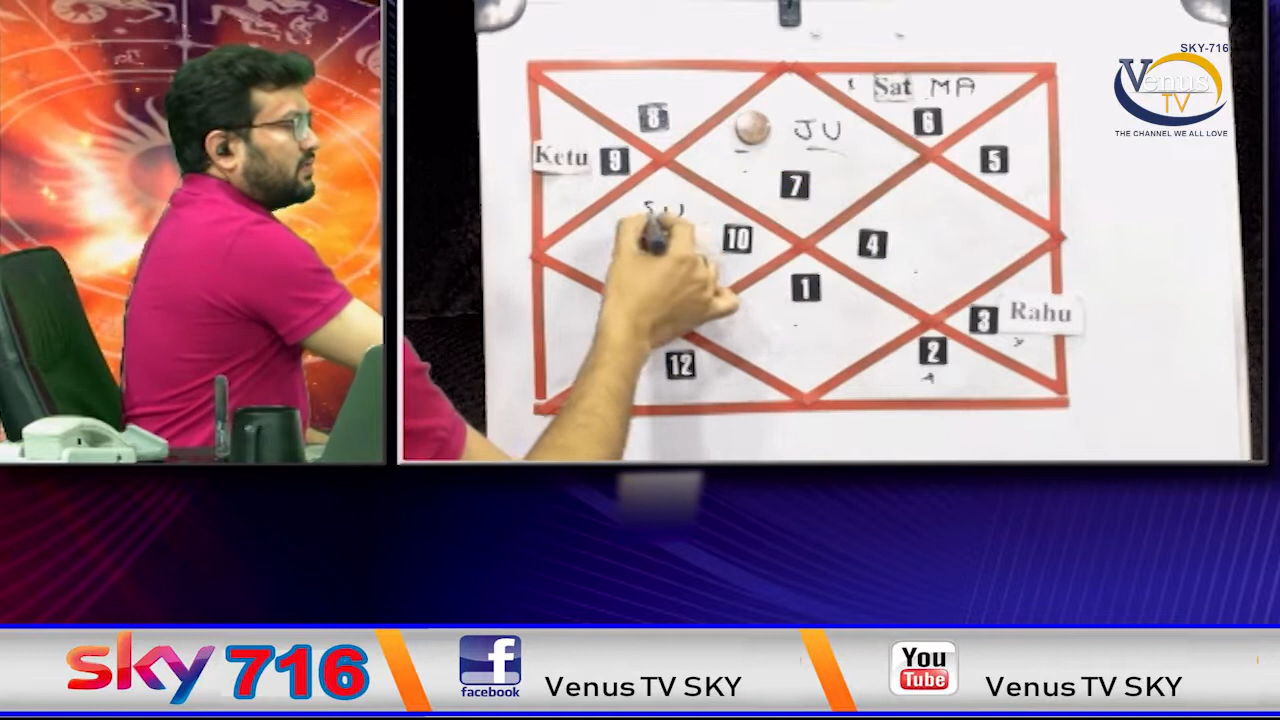 SKY-716
Venus
TV
THE CHANNEL WE ALL LOVE
Sat MA
8
6
JU
Ketu 9
5
7
SU
10
4
1
3 Rahu
2
12
sky 716
facebook
Venus TV SKY
You
Tube
Venus TV SKY